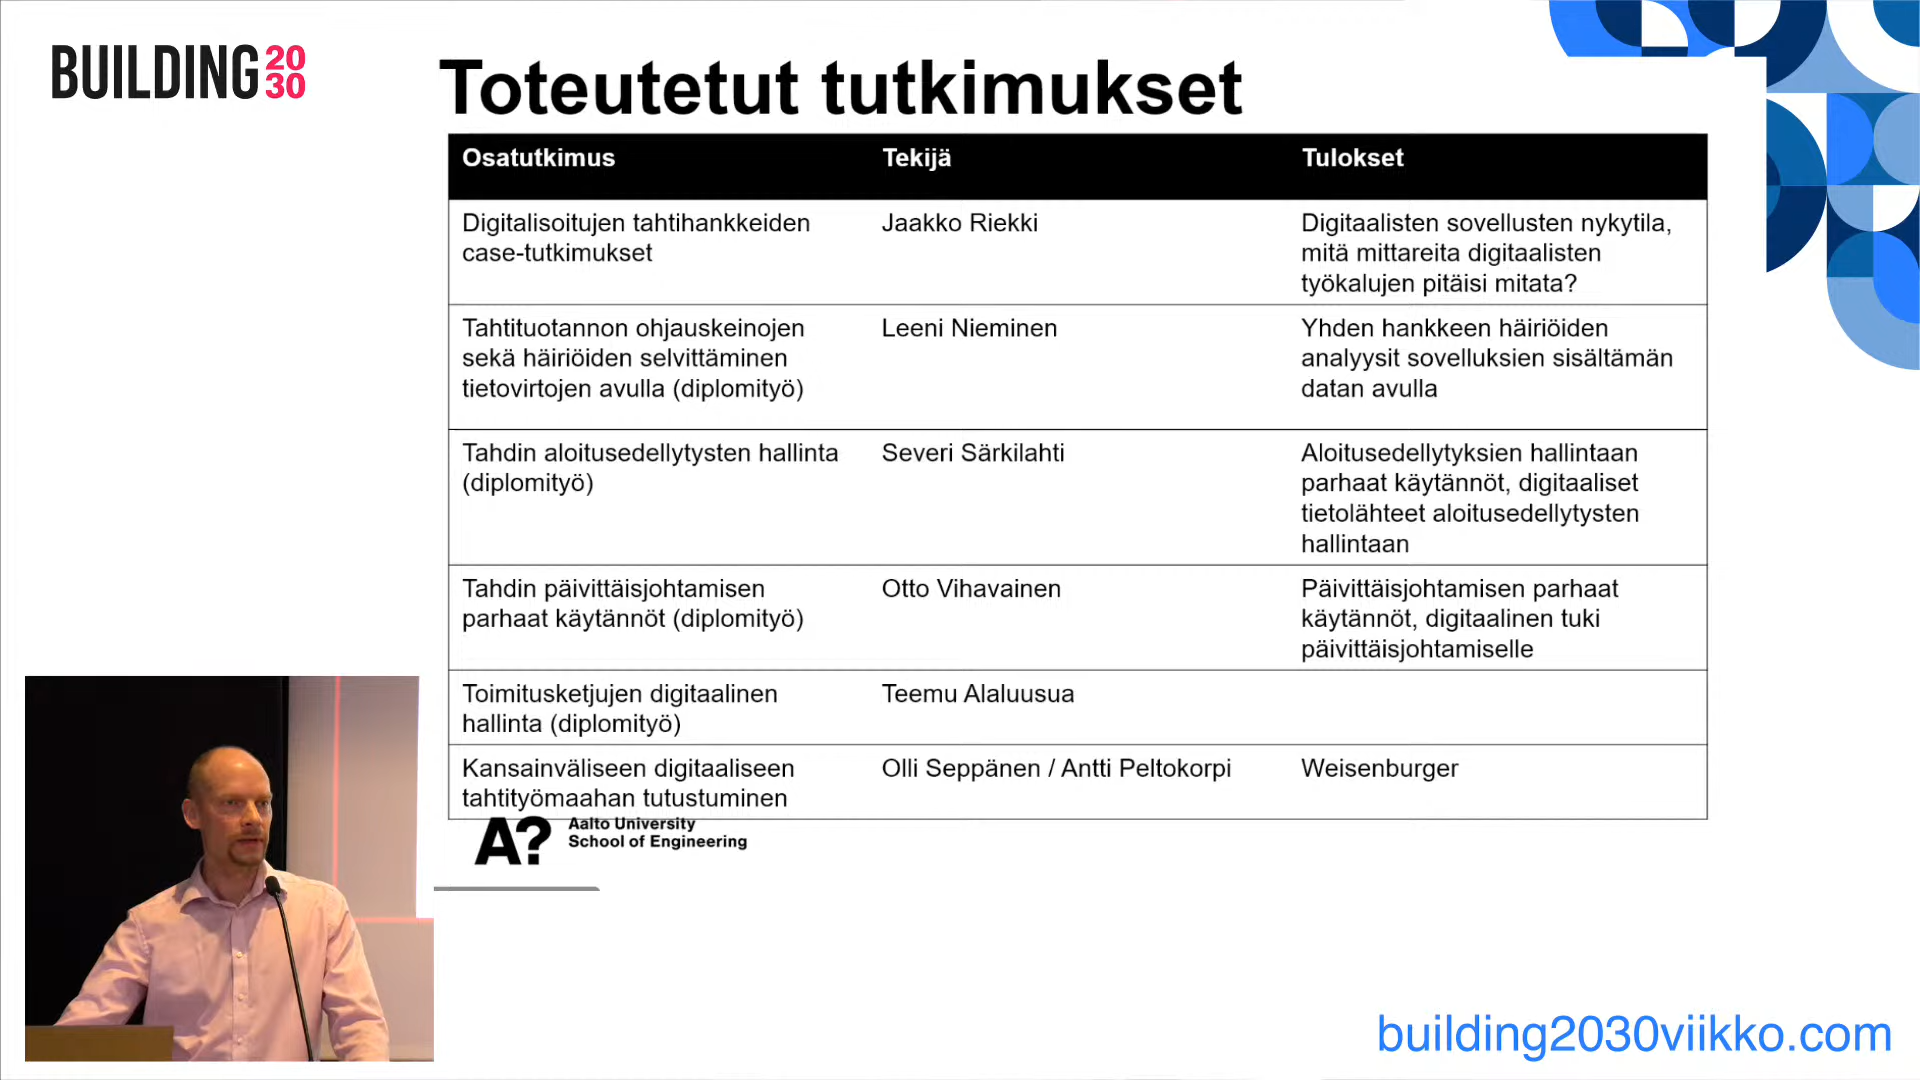 BUILDING 2030
Toteutetut tutkimukset
Osatutkimus
Tekijä
Tulokset
Digitalisoitujen tahtihankkeiden
case-tutkimukset
Jaakko Riekki
Digitaalisten sovellusten nykytila,
mitä mittareita digitaalisten
työkalujen pitäisi mitata?
Tahtituotannon ohjauskeinojen
sekä häiriöiden selvittäminen
tietovirtojen avulla (diplomityö)
Leeni Nieminen
Yhden hankkeen häiriöiden
analyysit sovelluksien sisältämän
datan avulla
Tahdin aloitusedellytysten hallinta
(diplomityö)
Severi Särkilahti
Aloitusedellytyksien hallintaan
parhaat käytännöt, digitaaliset
tietolähteet aloitusedellytysten
hallintaan
Tahdin päivittäisjohtamisen
parhaat käytännöt (diplomityö)
Otto Vihavainen
Päivittäisjohtamisen parhaat
käytännöt, digitaalinen tuki
päivittäisjohtamiselle
Toimitusketjujen digitaalinen
hallinta (diplomityö)
Teemu Alaluusua
Kansainväliseen digitaaliseen
tahtityömaahan tutustuminen
Olli Seppänen / Antti Peltokorpi
Weisenburger
A?
Aalto University
School of Engineering
building2030viikko.com